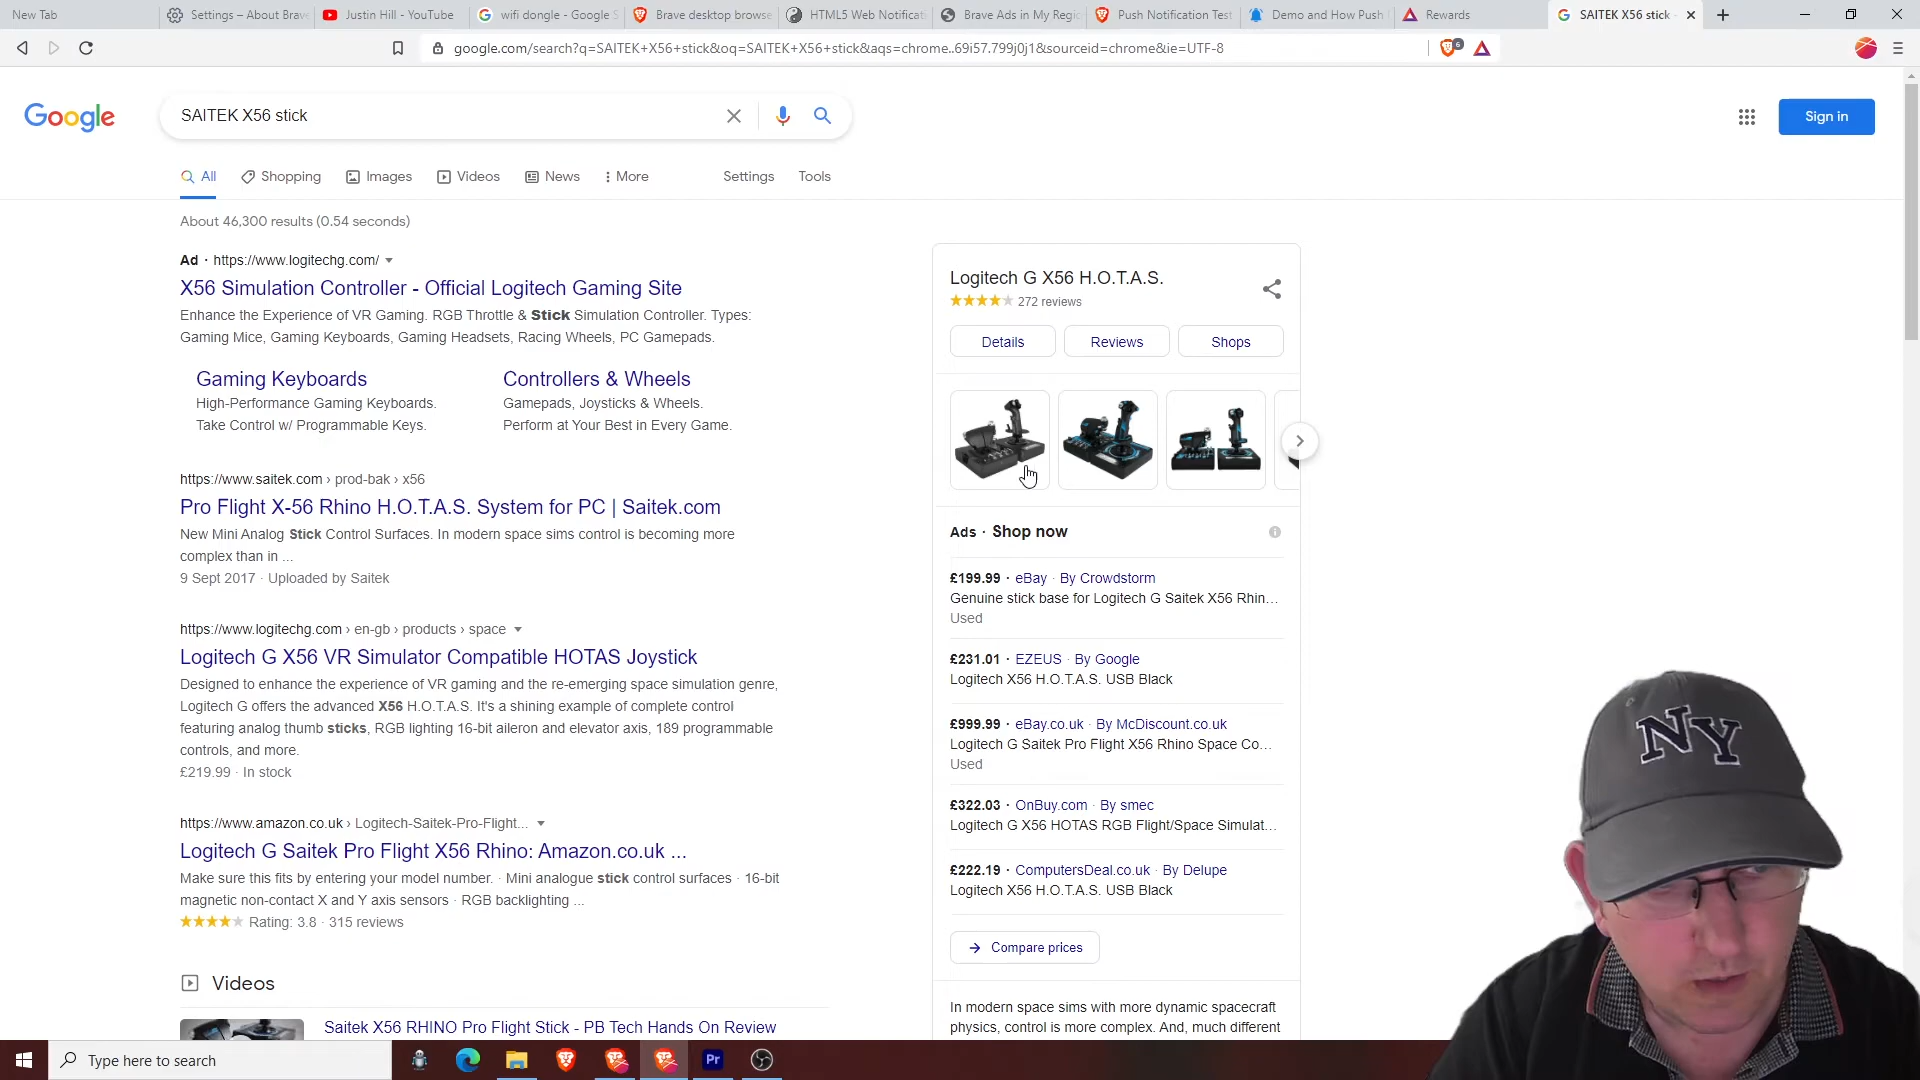 New Tab
Settings – About Brave
Justin Hill - YouTube
wifi dongle - Google S
Brave desktop browse
HTML5 Web Notificati
Brave Ads in My Regio
Push Notification Test
Demo and How Push
Rewards
SAITEK X56 stick -
google.com/search?q=SAITEK+X56+stick&oq=SAITEK+X56+stick&aqs=chrome..69i57.799j0j1&sourceid=chrome&ie=UTF-8
6
Google
SAITEK X56 stick
Sign in
All
Shopping
Images
Videos
News
More
Settings
Tools
About 46,300 results (0.54 seconds)
Ad · https://www.logitechg.com/
X56 Simulation Controller - Official Logitech Gaming Site
Enhance the Experience of VR Gaming. RGB Throttle & Stick Simulation Controller. Types:
Gaming Mice, Gaming Keyboards, Gaming Headsets, Racing Wheels, PC Gamepads.
Gaming Keyboards
High-Performance Gaming Keyboards.
Take Control w/ Programmable Keys.
Controllers & Wheels
Gamepads, Joysticks & Wheels.
Perform at Your Best in Every Game.
https://www.saitek.com › prod-bak › x56
Pro Flight X-56 Rhino H.O.T.A.S. System for PC | Saitek.com
New Mini Analog Stick Control Surfaces. In modern space sims control is becoming more
complex than in ...
9 Sept 2017 · Uploaded by Saitek
https://www.logitechg.com › en-gb › products › space
Logitech G X56 VR Simulator Compatible HOTAS Joystick
Designed to enhance the experience of VR gaming and the re-emerging space simulation genre,
Logitech G offers the advanced X56 H.O.T.A.S. It's a shining example of complete control
featuring analog thumb sticks, RGB lighting 16-bit aileron and elevator axis, 189 programmable
controls, and more.
£219.99 · In stock
https://www.amazon.co.uk › Logitech-Saitek-Pro-Flight...
Logitech G Saitek Pro Flight X56 Rhino: Amazon.co.uk ...
Make sure this fits by entering your model number. · Mini analogue stick control surfaces · 16-bit
magnetic non-contact X and Y axis sensors · RGB backlighting ...
Rating: 3.8 · 315 reviews
Videos
Saitek X56 RHINO Pro Flight Stick - PB Tech Hands On Review
Logitech G X56 H.O.T.A.S.
272 reviews
Details
Reviews
Shops
Ads · Shop now
£199.99 · eBay · By Crowdstorm
Genuine stick base for Logitech G Saitek X56 Rhin...
Used
£231.01 · EZEUS · By Google
Logitech X56 H.O.T.A.S. USB Black
£999.99 · eBay.co.uk · By McDiscount.co.uk
Logitech G Saitek Pro Flight X56 Rhino Space Co...
Used
£322.03 · OnBuy.com · By smec
Logitech G X56 HOTAS RGB Flight/Space Simulat...
£222.19 · ComputersDeal.co.uk · By Delupe
Logitech X56 H.O.T.A.S. USB Black
Compare prices
In modern space sims with more dynamic spacecraft
physics, control is more complex. And, much different
NY
Type here to search
Pr